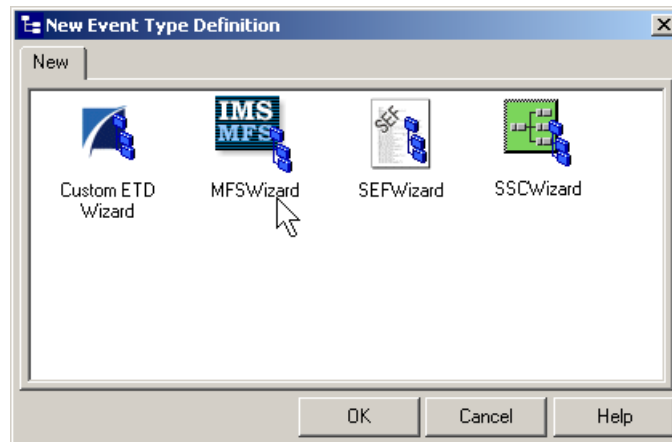 New Event Type Definition
New
IMS
MFS
SEF
Custom ETD
Wizard
MFSWizard
SEFWizard
SSCWizard
OK
Cancel
Help